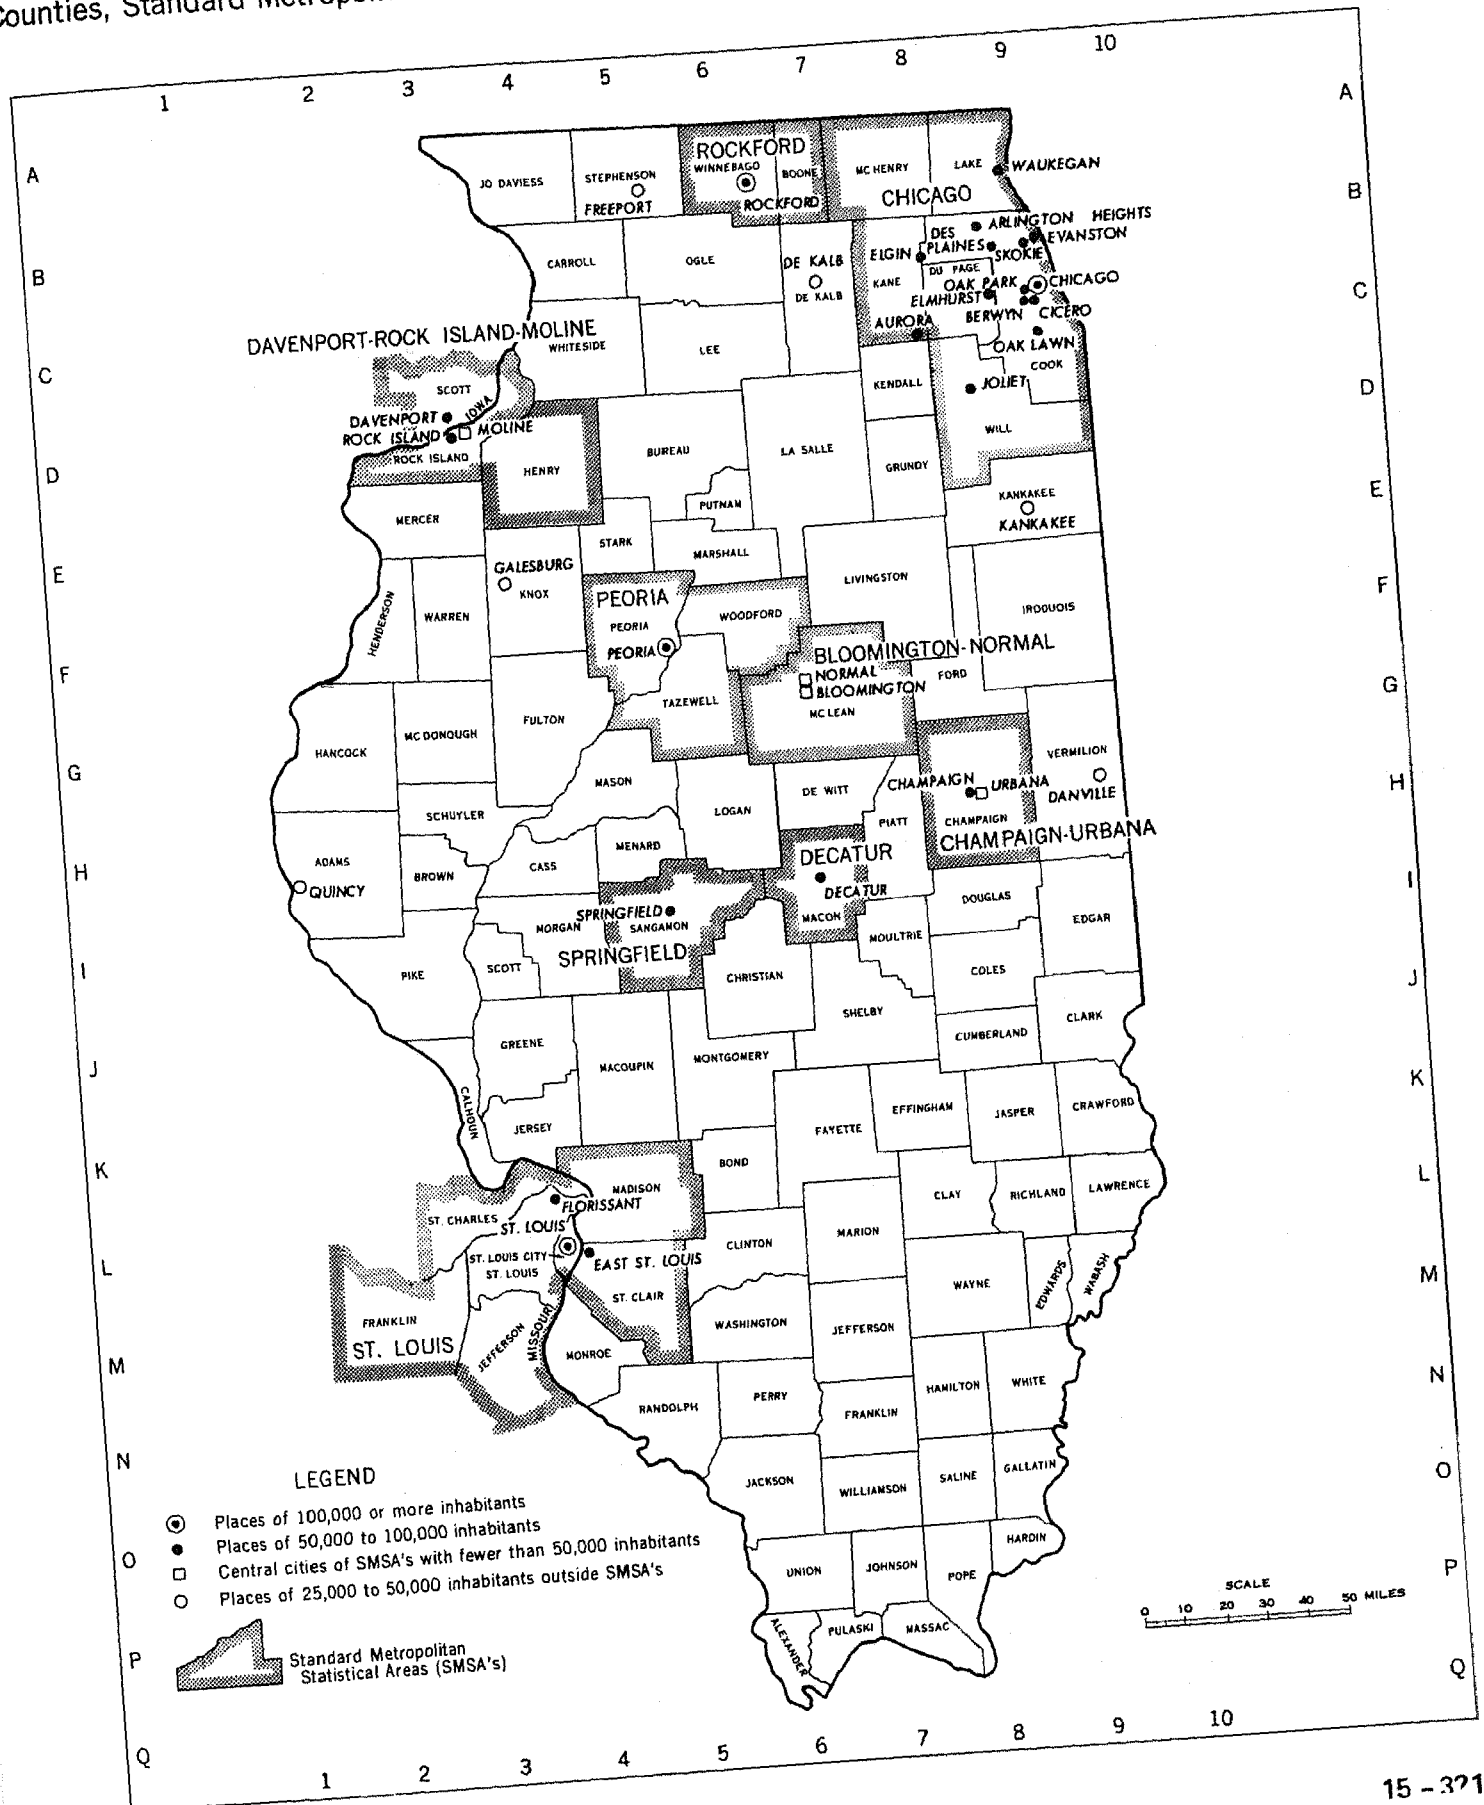 Counties, Standard
1 2 3 4 5 6 7 8 9 10
A
A
ROCKFORD
WINNEBAGO
BOONE
MC HENRY
LAKE
WAUKEGAN
JO DAVIESS
STEPHENSON
FREEPORT
ROCKFORD
CHICAGO
B
ARLINGTON HEIGHTS
DES
PLAINES
EVANSTON
SKOKIE
ELGIN
B
CARROLL
OGLE
DE KALB
DE KALB
KANE
DU PAGE
OAK PARK
CHICAGO
ELMHURST
C
AURORA
BERWYN
CICERO
OAK LAWN
COOK
DAVENPORT-ROCK ISLAND-MOLINE
WHITESIDE
LEE
C
SCOTT
IOWA
KENDALL
JOLIET
D
DAVENPORT
ROCK ISLAND
MOLINE
ROCK ISLAND
D
HENRY
BUREAU
LA SALLE
GRUNDY
WILL
MERCER
PUTNAM
KANKAKEE
KANKAKEE
E
STARK
MARSHALL
E
GALESBURG
KNOX
LIVINGSTON
F
IROQUOIS
HENDERSON
WARREN
PEORIA
PEORIA
PEORIA
WOODFORD
BLOOMINGTON-NORMAL
F
NORMAL
BLOOMINGTON
FORD
G
TAZEWELL
MC LEAN
FULTON
HANCOCK
MC DONOUGH
VERMILION
G
MASON
DE WITT
CHAMPAIGN
URBANA
DANVILLE
H
SCHUYLER
LOGAN
PIATT
CHAMPAIGN
CHAMPAIGN-URBANA
ADAMS
MENARD
DECATUR
H
BROWN
CASS
QUINCY
DECATUR
I
SPRINGFIELD
MORGAN
SANGAMON
MACON
DOUGLAS
EDGAR
MOULTRIE
SPRINGFIELD
I
PIKE
SCOTT
CHRISTIAN
COLES
J
SHELBY
CLARK
CUMBERLAND
GREENE
J
MACOUPIN
MONTGOMERY
K
CALHOUN
JERSEY
FAYETTE
EFFINGHAM
JASPER
CRAWFORD
K
BOND
MADISON
CLAY
RICHLAND
LAWRENCE
L
FLORISSANT
ST. CHARLES
ST. LOUIS
MARION
CLINTON
L
ST. LOUIS CITY
ST. LOUIS
EAST ST. LOUIS
WAYNE
EDWARDS
WABASH
M
ST. CLAIR
FRANKLIN
ST. LOUIS
JEFFERSON
MISSOURI
WASHINGTON
JEFFERSON
M
MONROE
HAMILTON
WHITE
N
RANDOLPH
PERRY
FRANKLIN
N
JACKSON
WILLIAMSON
SALINE
GALLATIN
O
LEGEND
Places of 100,000 or more inhabitants
Places of 50,000 to 100,000 inhabitants
Central cities of SMSA's with fewer than 50,000 inhabitants
Places of 25,000 to 50,000 inhabitants outside SMSA's
O
UNION
JOHNSON
POPE
HARDIN
P
ALEXANDER
PULASKI
MASSAC
SCALE
0 10 20 30 40 50 MILES
P
Standard Metropolitan
Statistical Areas (SMSA's)
Q
Q
1 2 3 4 5 6 7 8 9 10